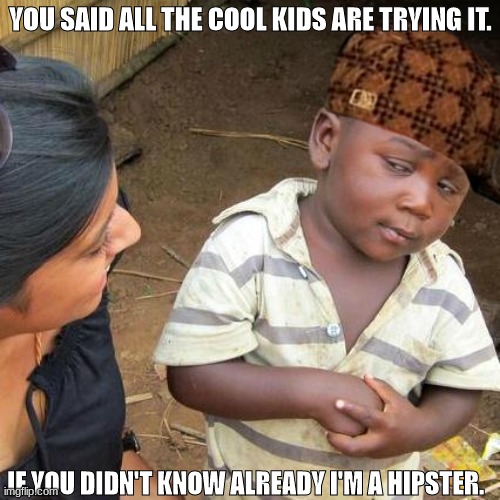 YOU SAID ALL THE COOL KIDS ARE TRYING IT.
IF YOU DIDN'T KNOW ALREADY I'M A HIPSTER.
imgflip.com